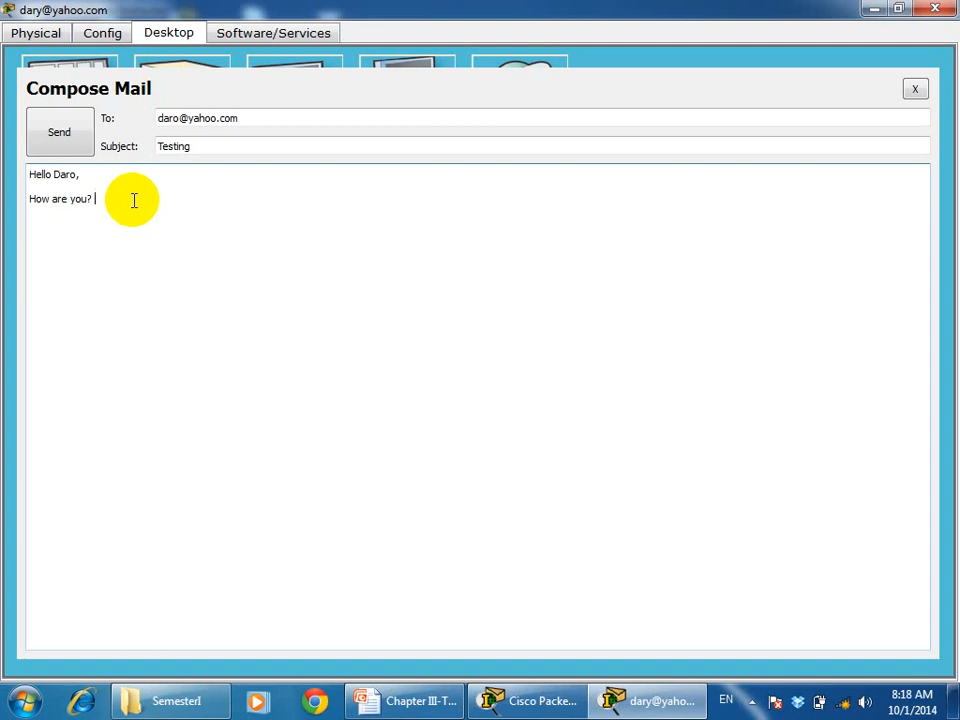 dary@yahoo.com
Physical Config Desktop Software/Services
Compose Mail X
Send
To: daro@yahoo.com
Subject: Testing
Hello Daro,
How are you?
SemesterI Chapter III-T... Cisco Packe... dary@yaho... EN 8:18 AM
10/1/2014